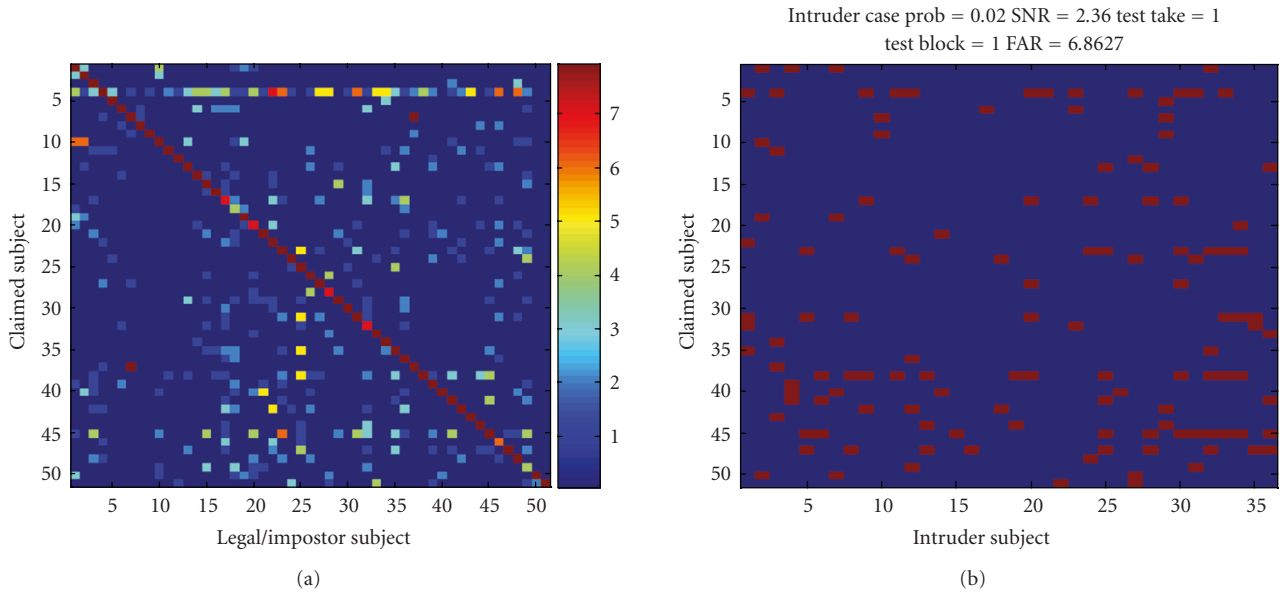 Intruder case prob = 0.02 SNR = 2.36 test take = 1
test block = 1 FAR = 6.8627
5
10
15
20
25
30
35
40
45
50
Claimed subject
5 10 15 20 25 30 35 40 45 50
Legal/impostor subject
7
6
5
4
3
2
1
(a)
5
10
15
20
25
30
35
40
45
50
Claimed subject
5 10 15 20 25 30 35
Intruder subject
(b)